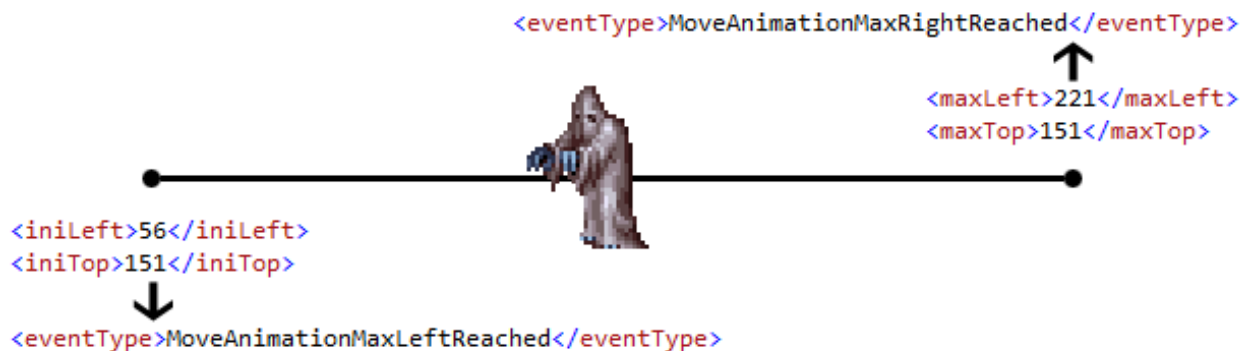 <eventType>MoveAnimationMaxRightReached</eventType>
<maxLeft>221</maxLeft>
<maxTop>151</maxTop>
<iniLeft>56</iniLeft>
<iniTop>151</iniTop>
<eventType>MoveAnimationMaxLeftReached</eventType>